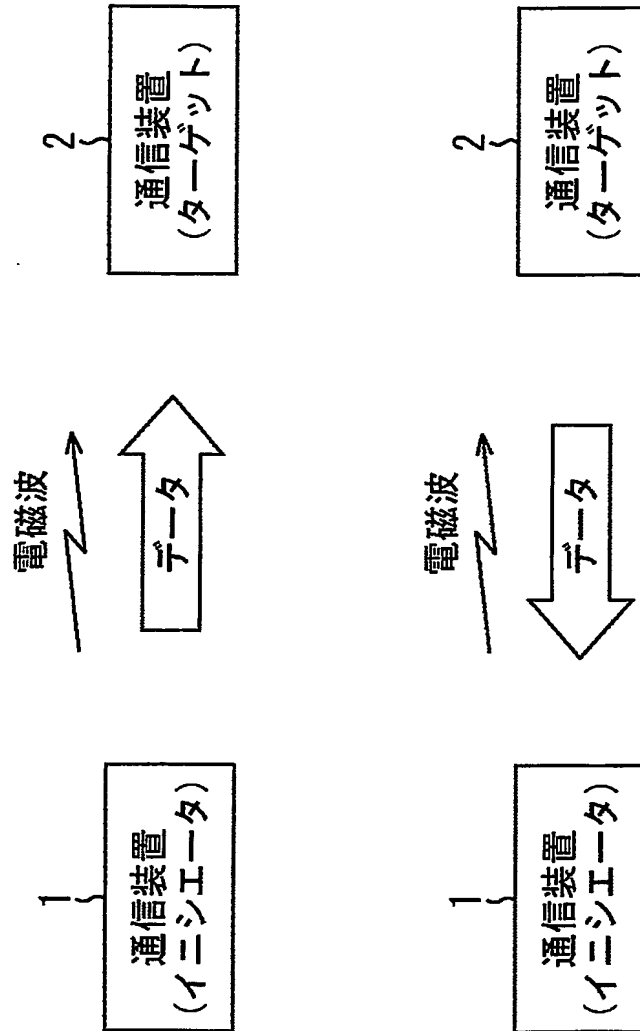 1
通信装置
(イニシエータ)
電磁波
データ
2
通信装置
(ターゲット)
1
通信装置
(イニシエータ)
電磁波
データ
2
通信装置
(ターゲット)